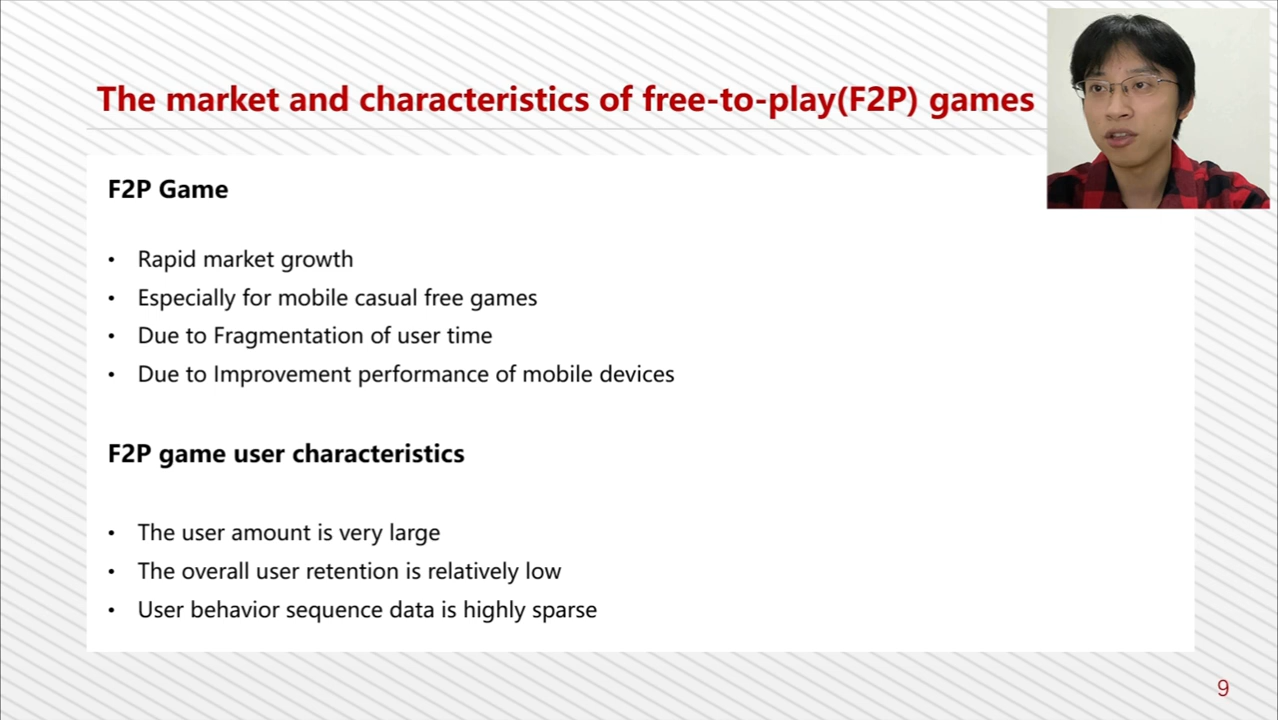 The market and characteristics of free-to-play(F2P) games
F2P Game
• Rapid market growth
• Especially for mobile casual free games
• Due to Fragmentation of user time
• Due to Improvement performance of mobile devices
F2P game user characteristics
• The user amount is very large
• The overall user retention is relatively low
• User behavior sequence data is highly sparse
9